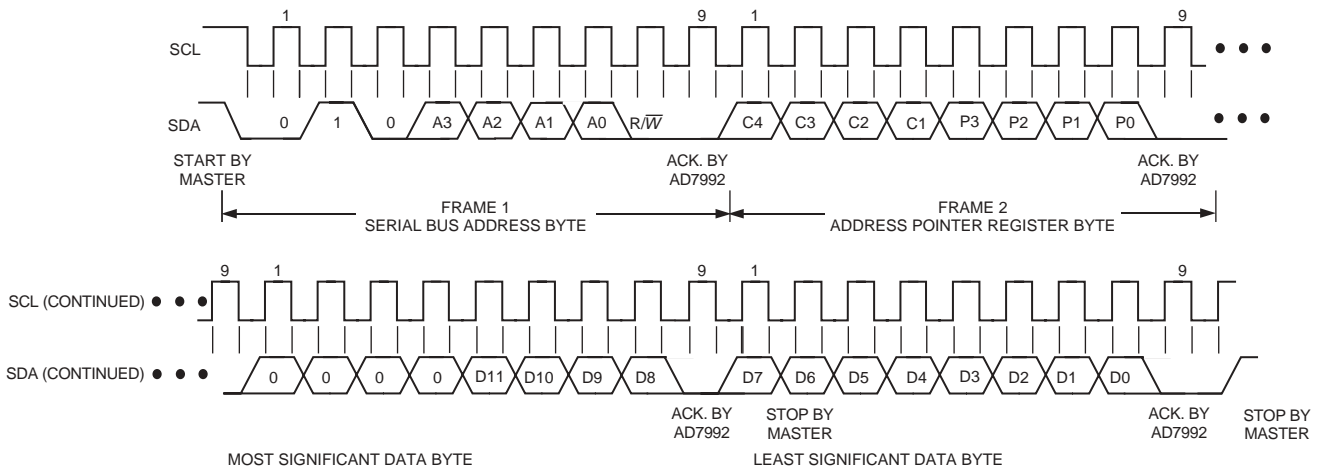 1 9 1 9
SCL
SDA 0 1 0 A3 A2 A1 A0 R/W̅ C4 C3 C2 C1 P3 P2 P1 P0
START BY MASTER
ACK. BY AD7992
ACK. BY AD7992
FRAME 1
SERIAL BUS ADDRESS BYTE
FRAME 2
ADDRESS POINTER REGISTER BYTE
9 1 9 1 9
SCL (CONTINUED)
SDA (CONTINUED) 0 0 0 0 D11 D10 D9 D8 D7 D6 D5 D4 D3 D2 D1 D0
ACK. BY AD7992
STOP BY MASTER
ACK. BY AD7992
STOP BY MASTER
MOST SIGNIFICANT DATA BYTE
LEAST SIGNIFICANT DATA BYTE